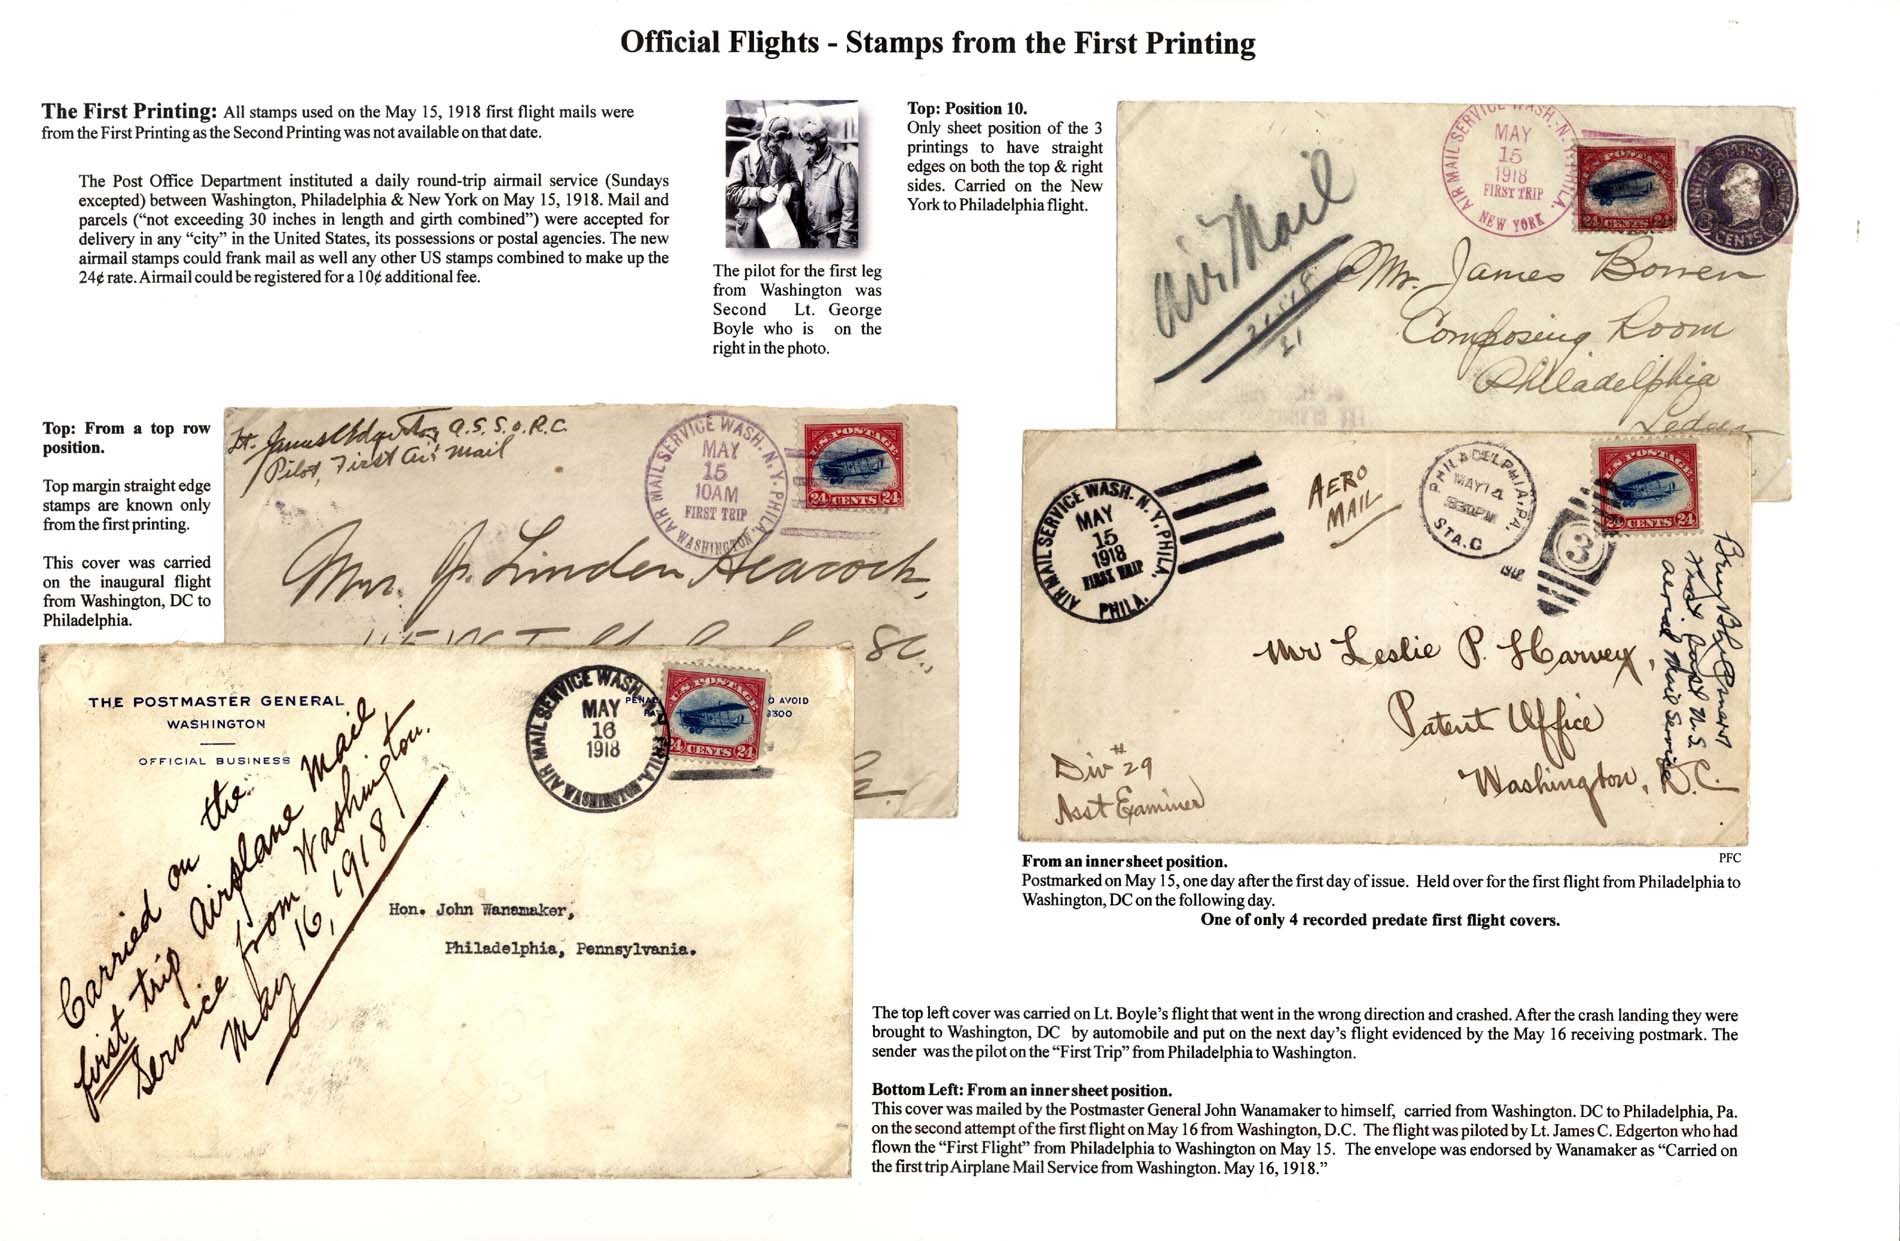 Official Flights - Stamps from the First Printing
The First Printing: All stamps used on the May 15, 1918 first flight mails were
from the First Printing as the Second Printing was not available on that date.
The Post Office Department instituted a daily round-trip airmail service (Sundays
excepted) between Washington, Philadelphia & New York on May 15, 1918. Mail and
parcels (“not exceeding 30 inches in length and girth combined”) were accepted for
delivery in any “city” in the United States, its possessions or postal agencies. The new
airmail stamps could frank mail as well any other US stamps combined to make up the
24¢ rate. Airmail could be registered for a 10¢ additional fee.
The pilot for the first leg
from Washington was
Second Lt. George
Boyle who is on the
right in the photo.
Top: Position 10.
Only sheet position of the 3
printings to have straight
edges on both the top & right
sides. Carried on the New
York to Philadelphia flight.
AIR MAIL SERVICE WASH.-N.Y.-PHILA.
MAY
15
1918
FIRST TRIP
NEW YORK
U.S. POSTAGE
24 CENTS 24
UNITED STATES POSTAGE
3 CENTS
Air Mail
Mr. James Bowen
Composing Room
Philadelphia
Ledger
Top: From a top row
position.
Top margin straight edge
stamps are known only
from the first printing.
This cover was carried
on the inaugural flight
from Washington, DC to
Philadelphia.
Lt. James Edgerton A.S.S.O.R.C.
Pilot, First Air Mail
AIR MAIL SERVICE WASH. N.Y. PHILA.
MAY
15
10AM
FIRST TRIP
WASHINGTON
U.S. POSTAGE
24 CENTS 24
Mrs. J. Linden Heacock,
St.,
Pa.
AIR MAIL SERVICE WASH. N.Y. PHILA.
MAY
15
1918
FIRST TRIP
PHILA.
AERO
MAIL
PHILADELPHIA, PA.
MAY 14
530PM
STA. C
1918
3
U.S. POSTAGE
24 CENTS 24
First Govt U.S.
aerial Mail Service
Mr Leslie P. Harvey,
Patent Office
Washington, D.C.
Div # 29
Asst Examiner
THE POSTMASTER GENERAL
WASHINGTON
OFFICIAL BUSINESS
AIR MAIL SERVICE WASH. N.Y. PHILA.
MAY
16
1918
WASHINGTON
U.S. POSTAGE
24 CENTS 24
O AVOID
$300
Carried on the
first trip Airplane Mail
Service from Washington.
May 16, 1918
Hon. John Wanamaker,
Philadelphia, Pennsylvania.
From an inner sheet position.
PFC
Postmarked on May 15, one day after the first day of issue. Held over for the first flight from Philadelphia to
Washington, DC on the following day.
One of only 4 recorded predate first flight covers.
The top left cover was carried on Lt. Boyle’s flight that went in the wrong direction and crashed. After the crash landing they were
brought to Washington, DC by automobile and put on the next day’s flight evidenced by the May 16 receiving postmark. The
sender was the pilot on the “First Trip” from Philadelphia to Washington.
Bottom Left: From an inner sheet position.
This cover was mailed by the Postmaster General John Wanamaker to himself, carried from Washington. DC to Philadelphia, Pa.
on the second attempt of the first flight on May 16 from Washington, D.C. The flight was piloted by Lt. James C. Edgerton who had
flown the “First Flight” from Philadelphia to Washington on May 15. The envelope was endorsed by Wanamaker as “Carried on
the first trip Airplane Mail Service from Washington. May 16, 1918.”